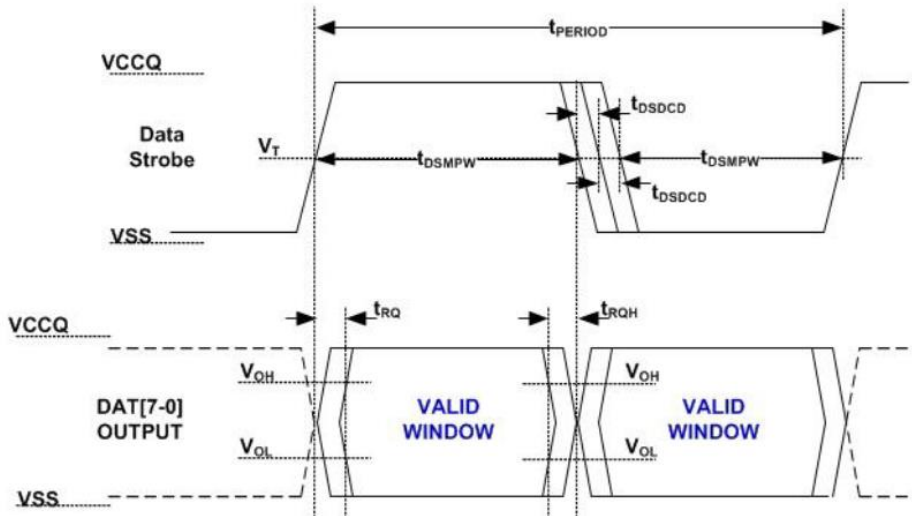 tPERIOD
VCCQ
tDSDCD
Data
Strobe
VT
tDSMPW
tDSMPW
tDSDCD
VSS
tRQ
tRQH
VCCQ
VOH
VOH
DAT[7-0]
OUTPUT
VALID
WINDOW
VALID
WINDOW
VOL
VOL
VSS